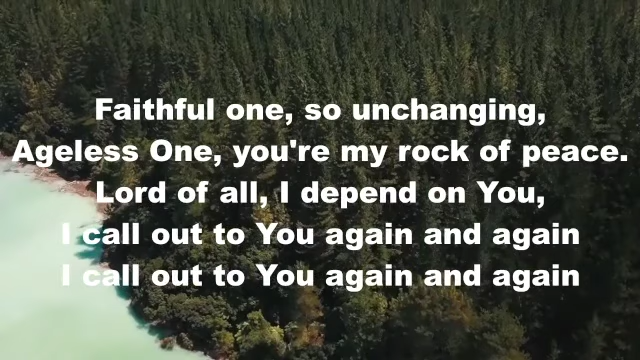 Faithful one, so unchanging,
Ageless One, you're my rock of peace.
Lord of all, I depend on You,
I call out to You again and again
I call out to You again and again